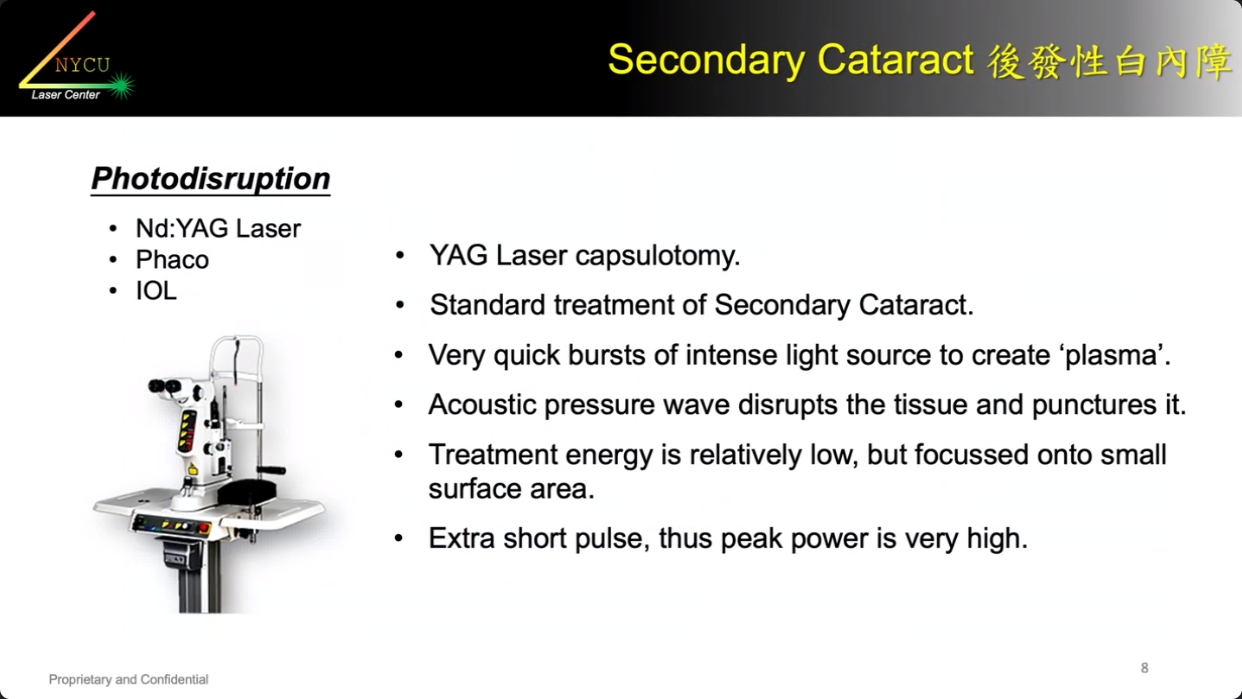 NYCU
Laser Center
Secondary Cataract 後發性白內障
Photodisruption
• Nd:YAG Laser
• Phaco
• IOL
• YAG Laser capsulotomy.
• Standard treatment of Secondary Cataract.
• Very quick bursts of intense light source to create ‘plasma’.
• Acoustic pressure wave disrupts the tissue and punctures it.
• Treatment energy is relatively low, but focussed onto small
surface area.
• Extra short pulse, thus peak power is very high.
Proprietary and Confidential
8